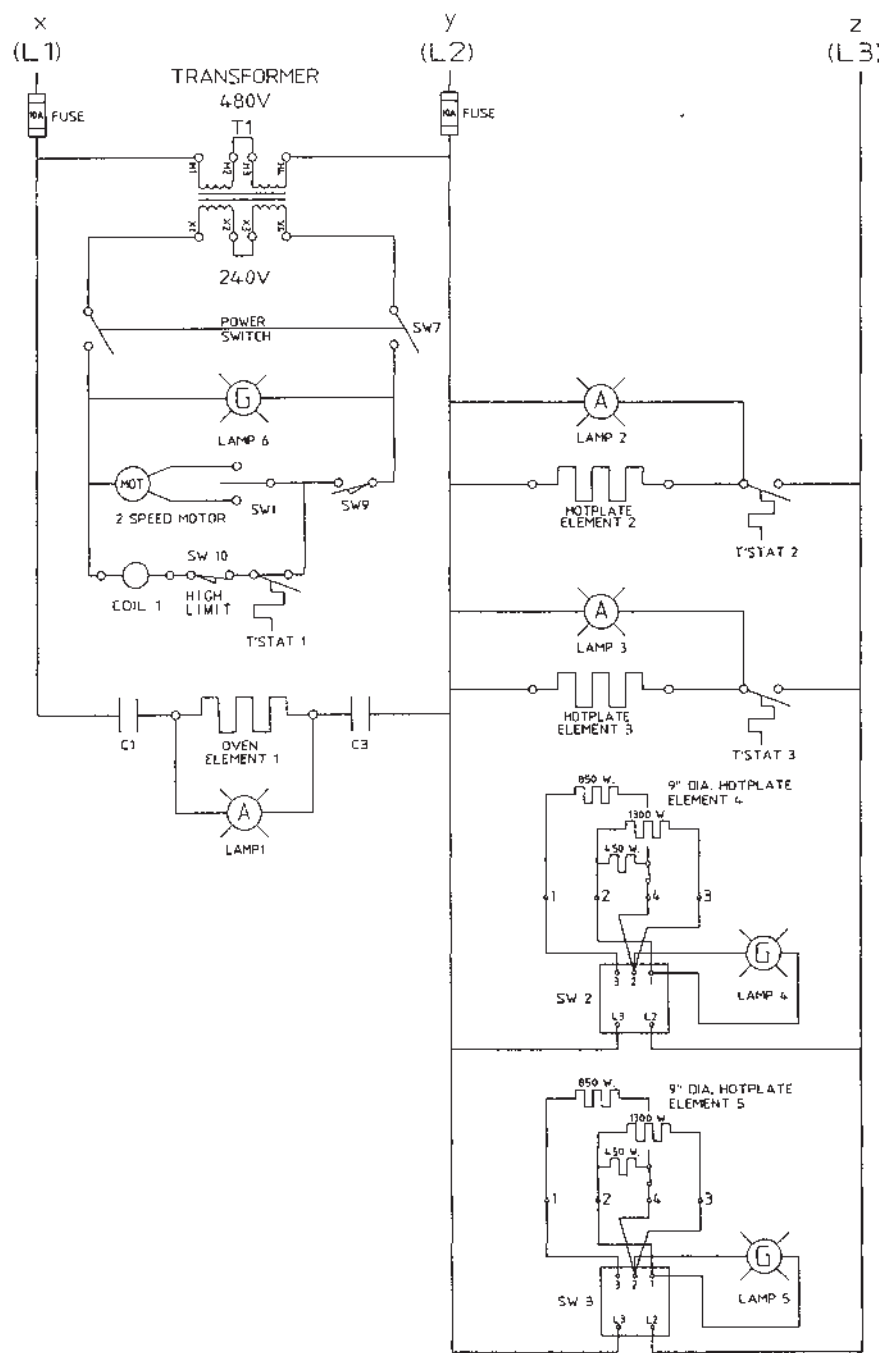 x
(L1)
y
(L2)
z
(L3)
TRANSFORMER
480V
T1
10A
FUSE
10A
FUSE
H1
H2
H3
H4
X1
X2
X3
X4
240V
POWER
SWITCH
SW7
G
LAMP 6
A
LAMP 2
MOT
2 SPEED MOTOR
SW1
SW9
HOTPLATE
ELEMENT 2
T'STAT 2
SW 10
COIL 1
HIGH
LIMIT
T'STAT 1
A
LAMP 3
HOTPLATE
ELEMENT 3
T'STAT 3
C1
OVEN
ELEMENT 1
C3
A
LAMP1
850 W.
9" DIA. HOTPLATE
ELEMENT 4
1300 W.
450 W.
1
2
4
3
G
LAMP 4
SW 2
3
2
1
L3
L2
850 W.
9" DIA. HOTPLATE
ELEMENT 5
1300 W
450 W.
1
2
4
3
G
LAMP 5
SW 3
3
2
1
L3
L2